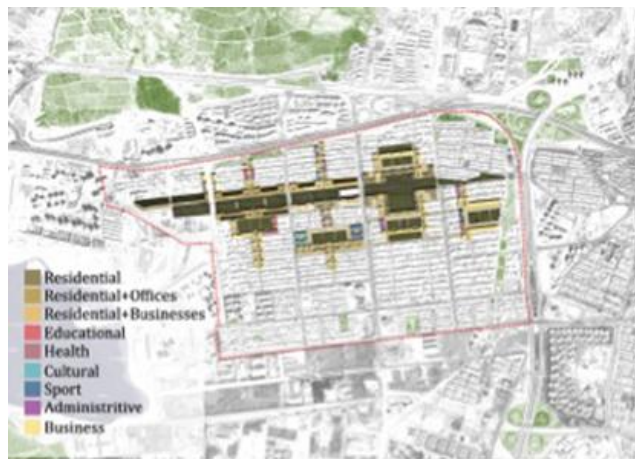 Residential
Residential+Offices
Residential+Businesses
Educational
Health
Cultural
Sport
Administritive
Business